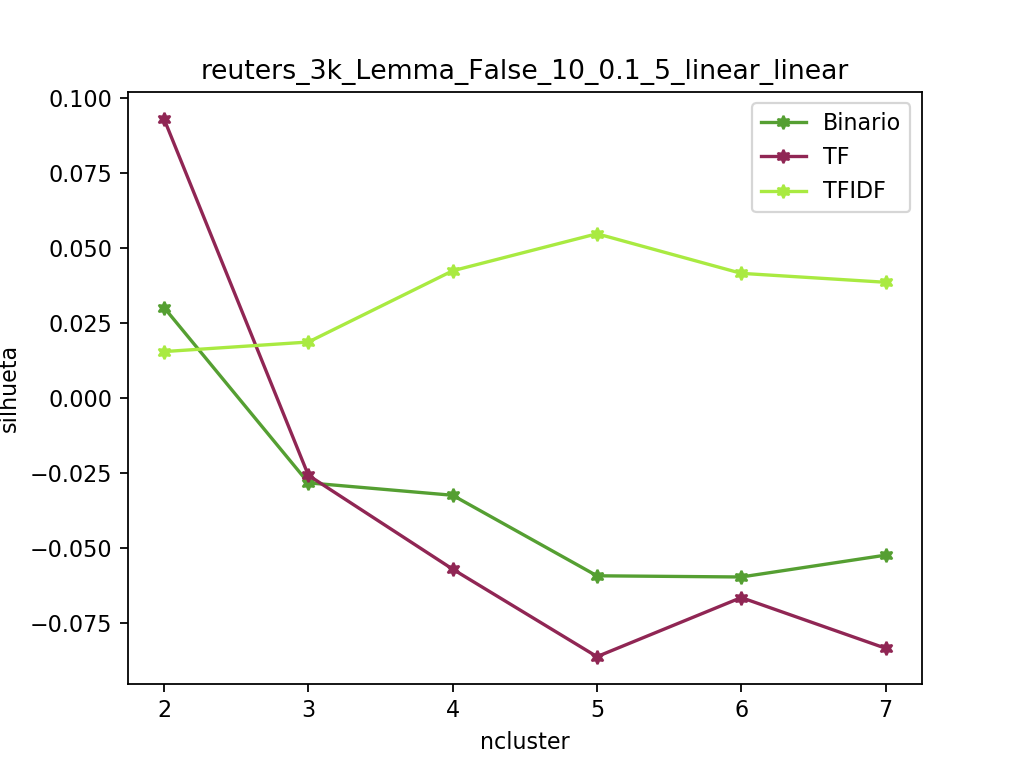 reuters_3k_Lemma_False_10_0.1_5_linear_linear
Binario
TF
TFIDF
0.100
0.075
0.050
0.025
0.000
−0.025
−0.050
−0.075
silhueta
2 3 4 5 6 7
ncluster